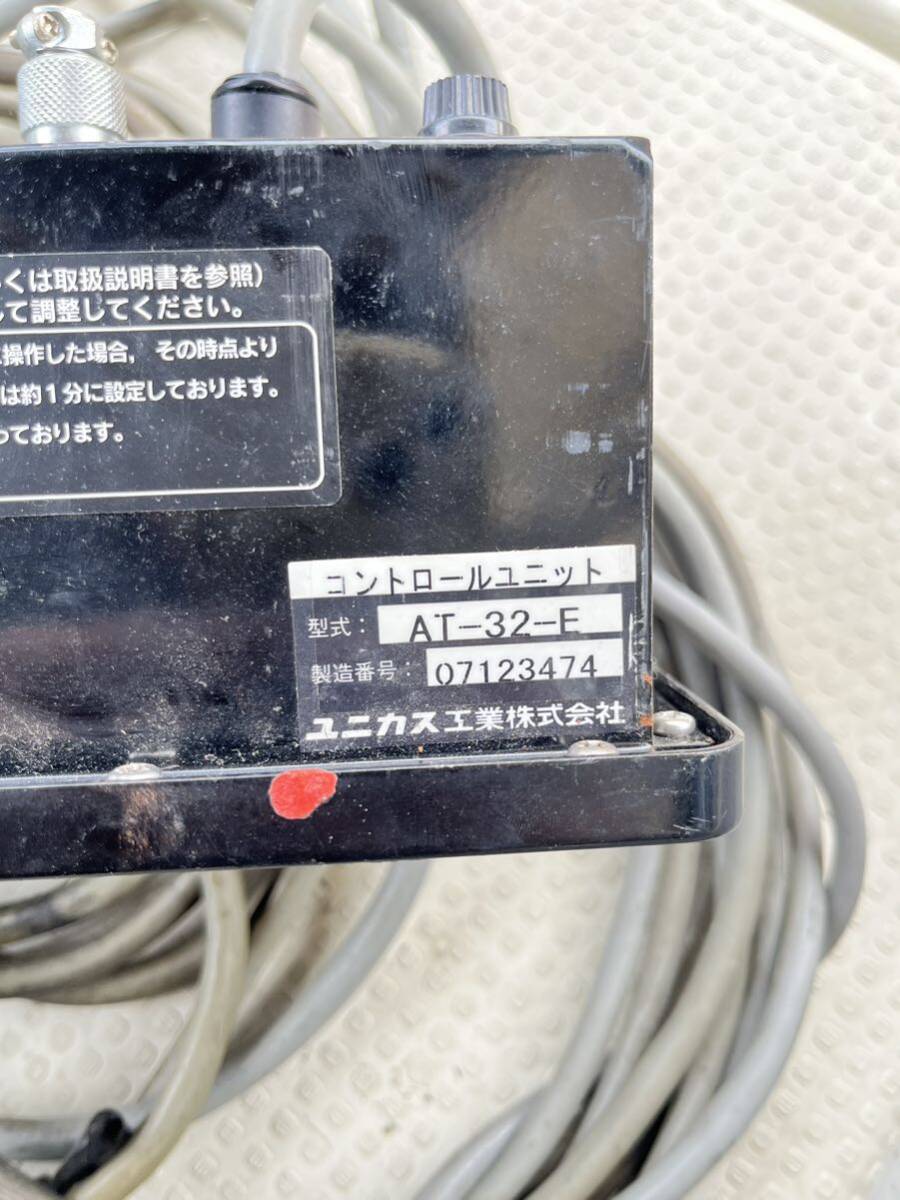 くは取扱説明書を参照)
して調整してください。
操作した場合，その時点より
は約1分に設定しております。
っております。
コントロールユニット
型式： AT-32-E
製造番号： 07123474
ユニカス工業株式会社